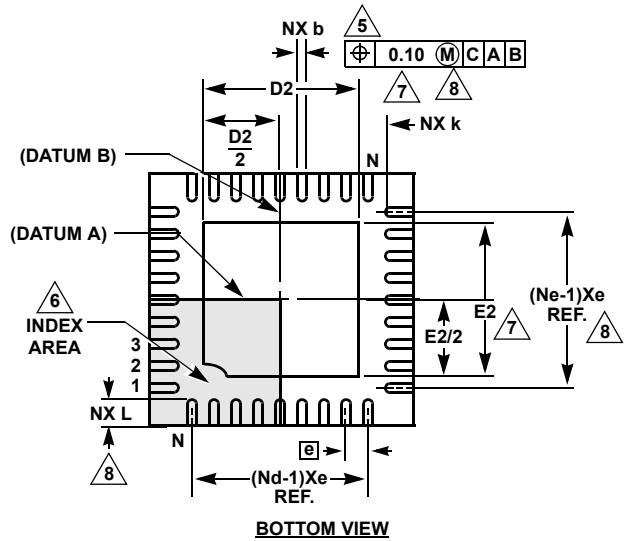 5
NX b
⌖ 0.10 Ⓜ C A B
7
8
D2
D2
2
NX k
(DATUM B)
N
(DATUM A)
6
INDEX
AREA
(Ne-1)Xe
REF.
8
E2
7
E2/2
3
2
1
NX L
8
N
e
(Nd-1)Xe
REF.
BOTTOM VIEW